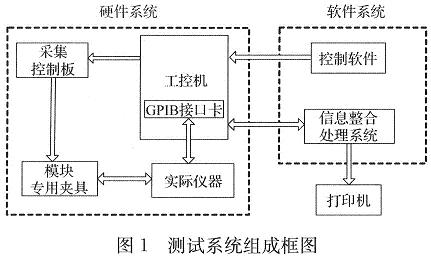 硬件系统
软件系统
采集
控制板
工控机
GPIB接口卡
控制软件
信息整合
处理系统
模块
专用夹具
实际仪器
打印机
图 1 测试系统组成框图